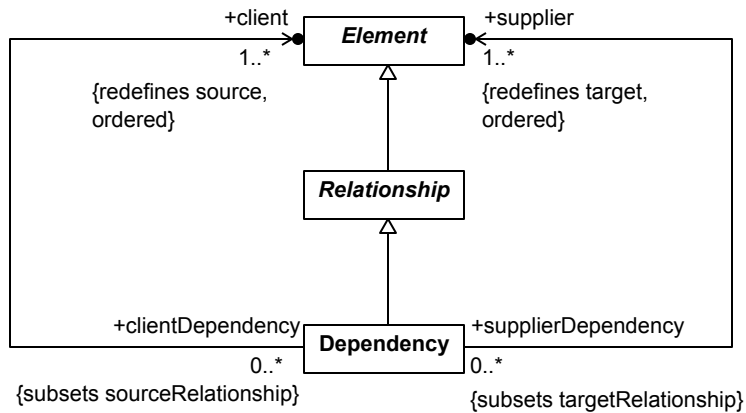 +client
Element
+supplier
1..*
1..*
{redefines source,
ordered}
{redefines target,
ordered}
Relationship
+clientDependency
Dependency
+supplierDependency
0..*
0..*
{subsets sourceRelationship}
{subsets targetRelationship}